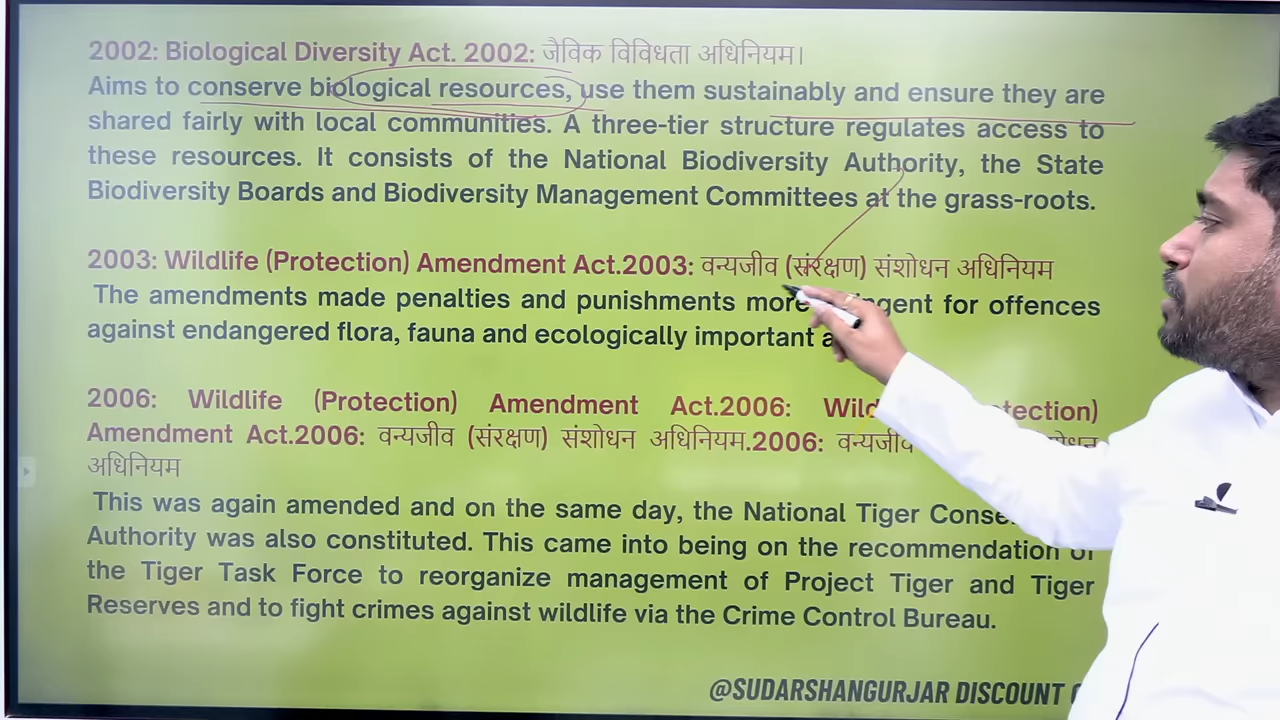 2002: Biological Diversity Act. 2002: जैविक विविधता अधिनियम।
Aims to conserve biological resources, use them sustainably and ensure they are
shared fairly with local communities. A three-tier structure regulates access to
these resources. It consists of the National Biodiversity Authority, the State
Biodiversity Boards and Biodiversity Management Committees at the grass-roots.
2003: Wildlife (Protection) Amendment Act.2003: वन्यजीव (संरक्षण) संशोधन अधिनियम
The amendments made penalties and punishments more for offences
against endangered flora, fauna and ecologically important
2006: Wildlife (Protection) Amendment Act.2006:
Amendment Act.2006: वन्यजीव (संरक्षण) संशोधन अधिनियम.2006:
अधिनियम
This was again amended and on the same day, the National Tiger
Authority was also constituted. This came into being on the recommendation of
the Tiger Task Force to reorganize management of Project Tiger and Tiger
Reserves and to fight crimes against wildlife via the Crime Control Bureau.
@SUDARSHANGURJAR DISCOUNT